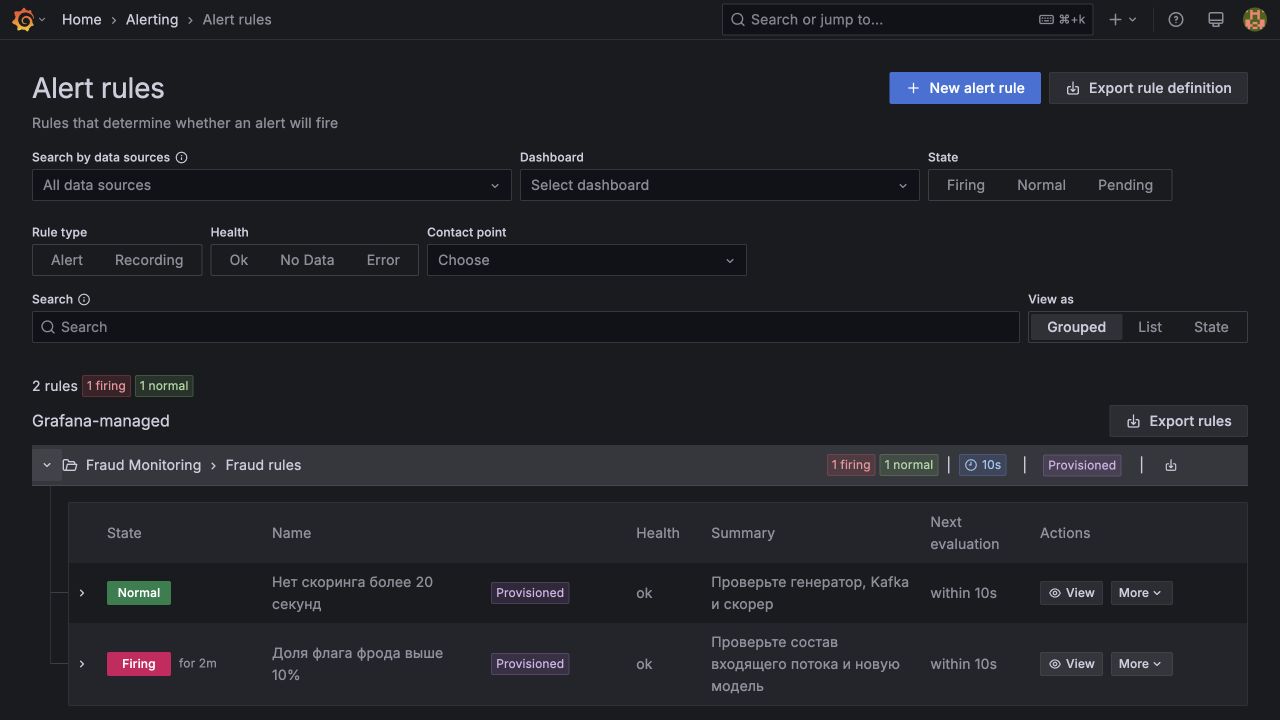 Home › Alerting › Alert rules
Search or jump to... ⌘+k
Alert rules
New alert rule
Export rule definition
Rules that determine whether an alert will fire
Search by data sources
Dashboard
State
All data sources
Select dashboard
Firing Normal Pending
Rule type
Health
Contact point
Alert Recording
Ok No Data Error
Choose
Search
View as
Search
Grouped List State
2 rules 1 firing 1 normal
Grafana-managed
Export rules
Fraud Monitoring › Fraud rules
1 firing 1 normal | 10s | Provisioned |
State Name Health Summary Next
evaluation Actions
Normal
Нет скоринга более 20
секунд
Provisioned
ok
Проверьте генератор, Kafka
и скорер
within 10s
View
More
Firing for 2m
Доля флага фрода выше
10%
Provisioned
ok
Проверьте состав
входящего потока и новую
модель
within 10s
View
More